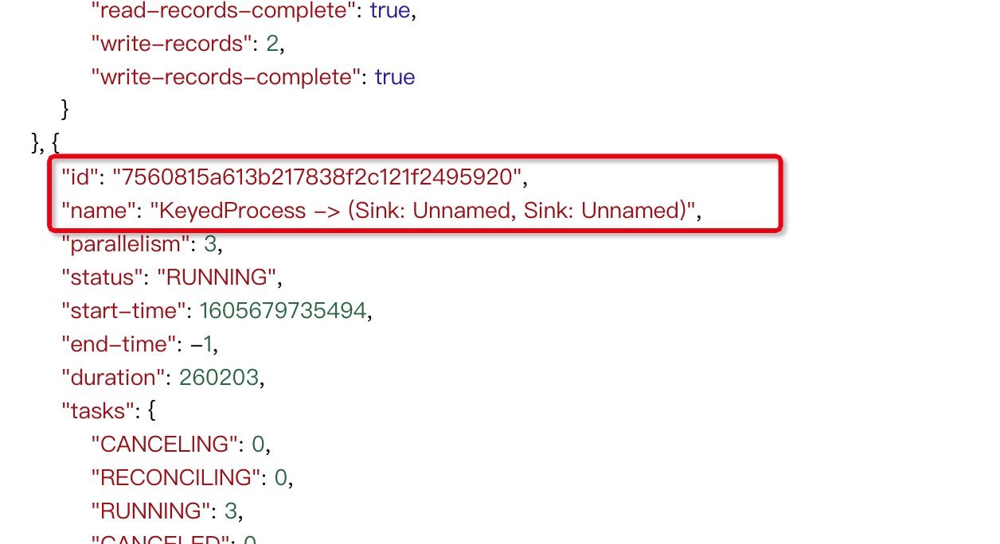 "read-records-complete": true,
"write-records": 2,
"write-records-complete": true
}
}, {
"id": "7560815a613b217838f2c121f2495920",
"name": "KeyedProcess -> (Sink: Unnamed, Sink: Unnamed)",
"parallelism": 3,
"status": "RUNNING",
"start-time": 1605679735494,
"end-time": -1,
"duration": 260203,
"tasks": {
"CANCELING": 0,
"RECONCILING": 0,
"RUNNING": 3,
"CANCELED": 0